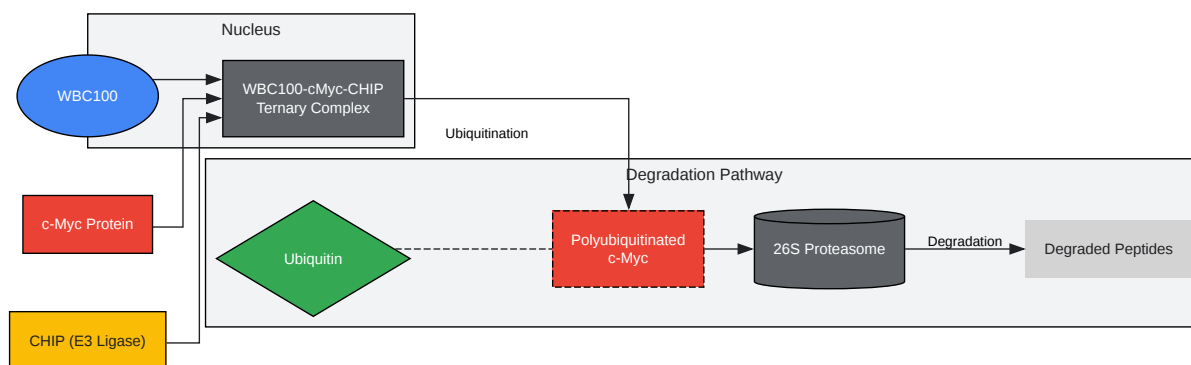 Nucleus
WBC100
WBC100-cMyc-CHIP
Ternary Complex
Ubiquitination
Degradation Pathway
c-Myc Protein
Ubiquitin
Polyubiquitinated
c-Myc
26S Proteasome
Degradation
Degraded Peptides
CHIP (E3 Ligase)